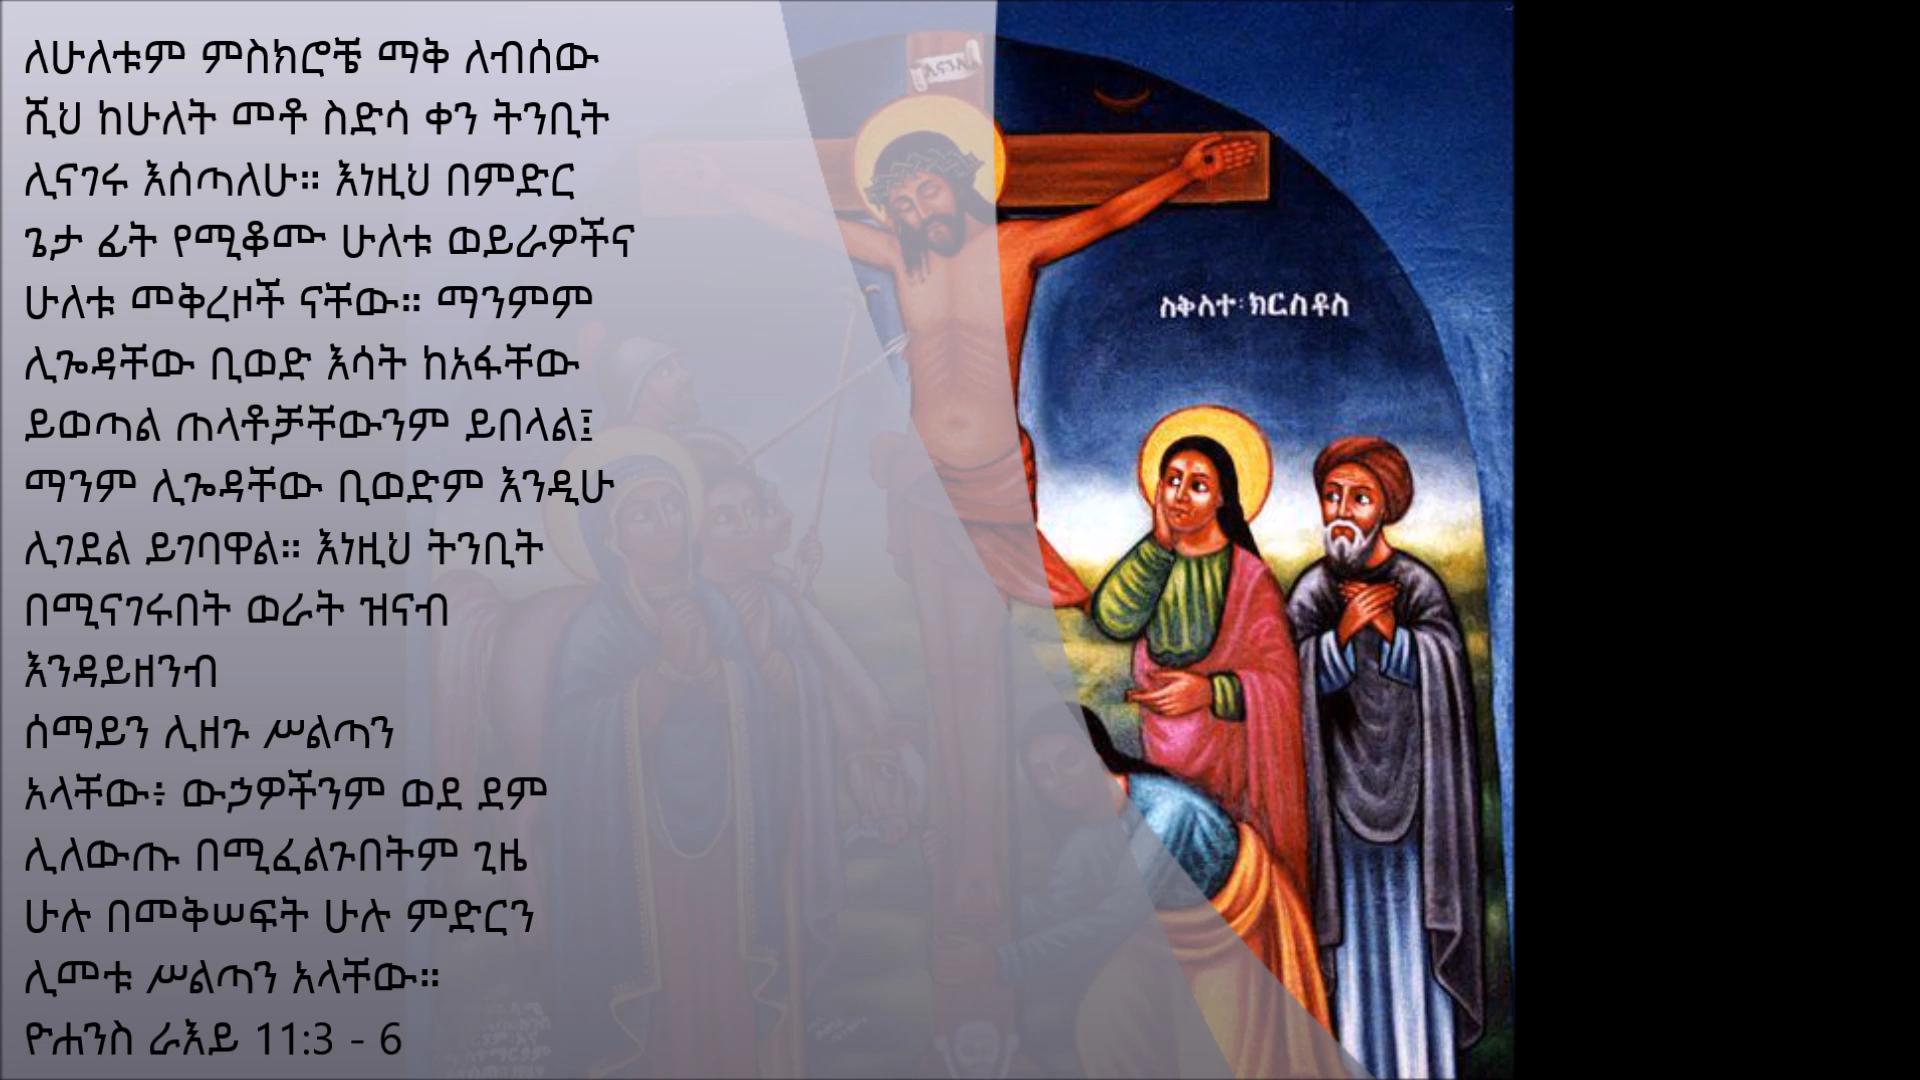 ለሁለቱም ምስክሮቼ ማቅ ለብሰው
ሺህ ከሁለት መቶ ስድሳ ቀን ትንቢት
ሊናገሩ እሰጣለሁ። እነዚህ በምድር
ጌታ ፊት የሚቆሙ ሁለቱ ወይራዎችና
ሁለቱ መቅረዞች ናቸው። ማንምም
ሊጐዳቸው ቢወድ እሳት ከአፋቸው
ይወጣል ጠላቶቻቸውንም ይበላል፤
ማንም ሊጐዳቸው ቢወድም እንዲሁ
ሊገደል ይገባዋል። እነዚህ ትንቢት
በሚናገሩበት ወራት ዝናብ
እንዳይዘንብ
ሰማይን ሊዘጉ ሥልጣን
አላቸው፥ ውኃዎችንም ወደ ደም
ሊለውጡ በሚፈልጉበትም ጊዜ
ሁሉ በመቅሠፍት ሁሉ ምድርን
ሊመቱ ሥልጣን አላቸው።
ዮሐንስ ራእይ 11:3 - 6
ስቅለተ፡ክርስቶስ